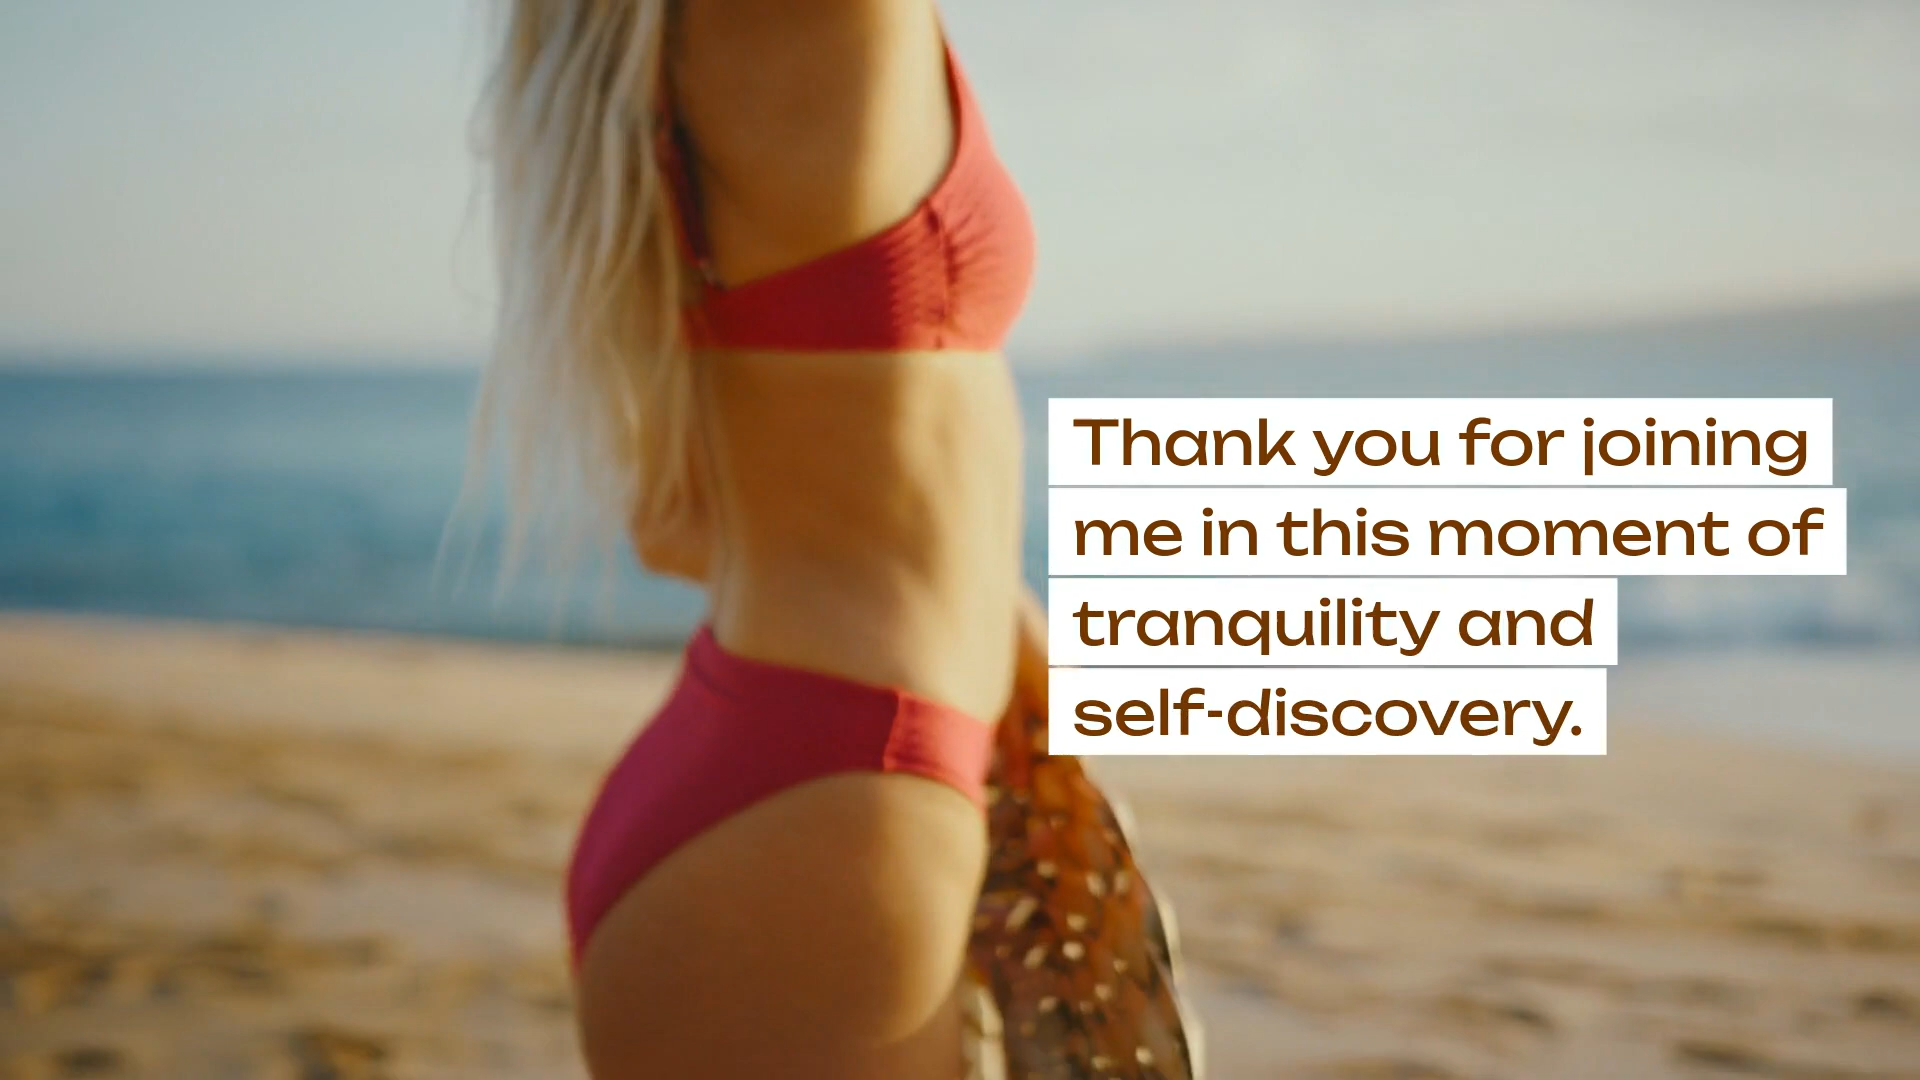 Thank you for joining
me in this moment of
tranquility and
self-discovery.